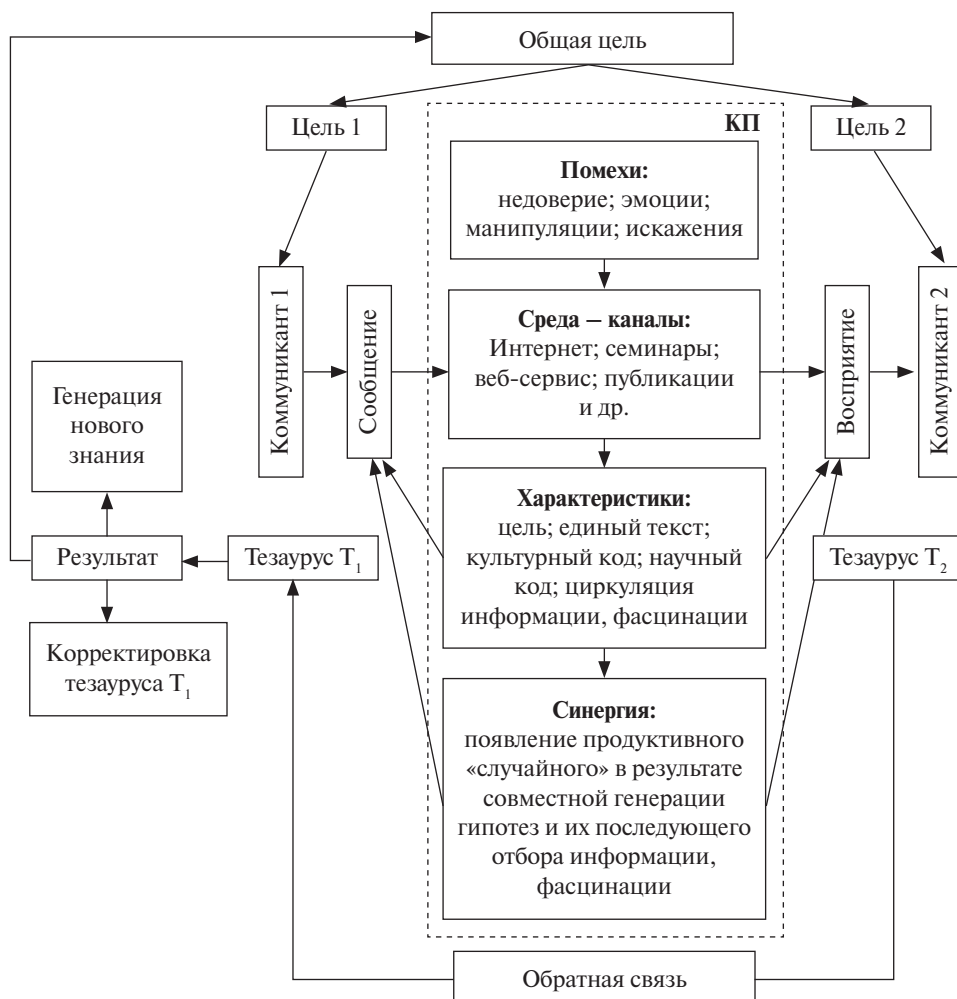 Общая цель
Цель 1
КП
Цель 2
Помехи:
недоверие; эмоции;
манипуляции; искажения
Коммуникант 1
Сообщение
Среда – каналы:
Интернет; семинары;
веб-сервис; публикации
и др.
Восприятие
Коммуникант 2
Генерация
нового
знания
Характеристики:
цель; единый текст;
культурный код; научный
код; циркуляция
информации, фасцинации
Результат
Тезаурус T₁
Тезаурус T₂
Корректировка
тезауруса T₁
Синергия:
появление продуктивного
«случайного» в результате
совместной генерации
гипотез и их последующего
отбора информации,
фасцинации
Обратная связь